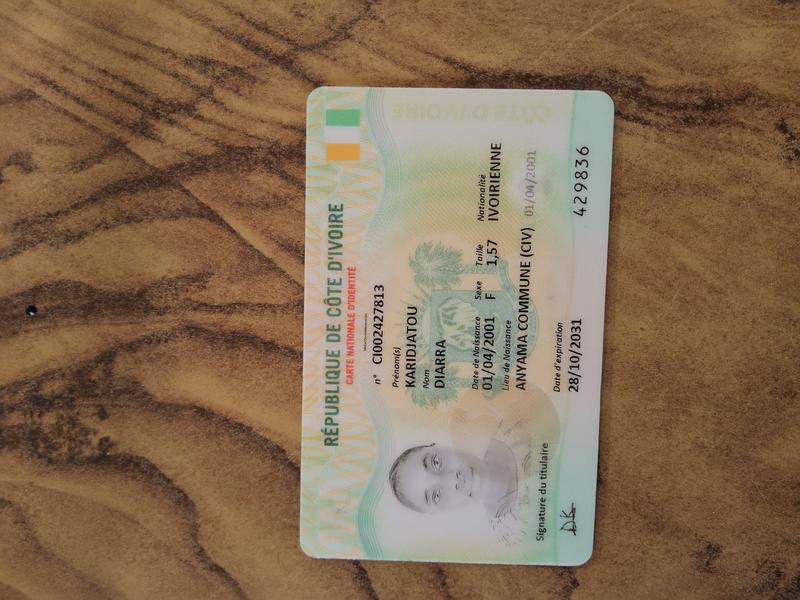 RÉPUBLIQUE DE CÔTE D'IVOIRE
CARTE NATIONALE D'IDENTITÉ
CÔTE D'IVOIRE
n° CI002427813
Prénom(s)
KARIDJATOU
Nom
DIARRA
Date de Naissance Sexe Taille Nationalité
01/04/2001 F 1,57 IVOIRIENNE
Lieu de Naissance
ANYAMA COMMUNE (CIV) 01/04/2001
Signature du titulaire
Date d'expiration
DK 28/10/2031
429836